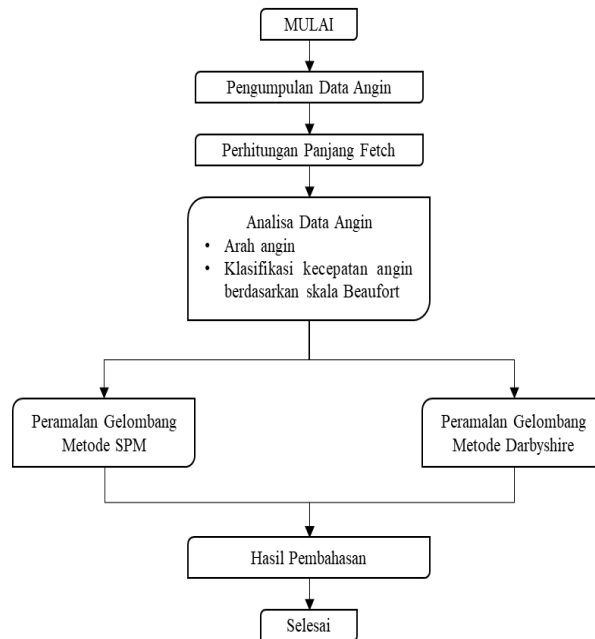 MULAI
Pengumpulan Data Angin
Perhitungan Panjang Fetch
Analisa Data Angin
• Arah angin
• Klasifikasi kecepatan angin
berdasarkan skala Beaufort
Peramalan Gelombang
Metode SPM
Peramalan Gelombang
Metode Darbyshire
Hasil Pembahasan
Selesai